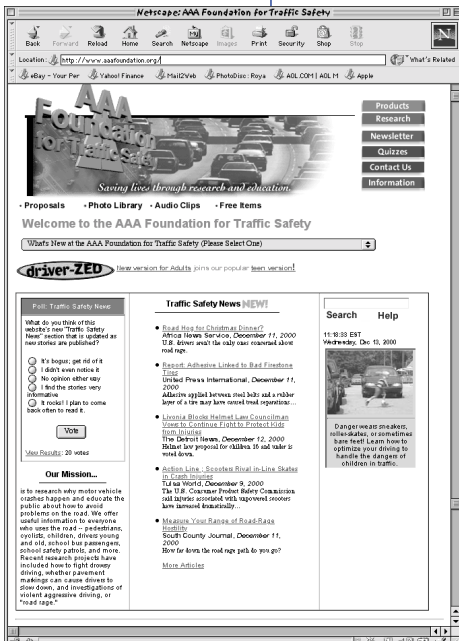 Netscape: AAA Foundation for Traffic Safety
Back Forward Reload Home Search Netscape Images Print Security Shop Stop
N
Location: http://www.aaafoundation.org/ What's Related
eBay - Your Per Yahoo! Finance Mail2Web PhotoDisc: Roya AOL.COM | AOL M Apple
AAA
Foundation
for Traffic Safety
Saving lives through research and education.
Products
Research
Newsletter
Quizzes
Contact Us
Information
• Proposals • Photo Library • Audio Clips • Free Items
Welcome to the AAA Foundation for Traffic Safety
What's New at the AAA Foundation for Traffic Safety (Please Select One)
driver-ZED New version for Adults joins our popular teen version!
Poll: Traffic Safety News
What do you think of this
website's new "Traffic Safety
News" section that is updated as
new stories are published?
It's bogus; get rid of it
I didn't even notice it
No opinion either way
I find the stories very
informative
It rocks! I plan to come
back often to read it.
Vote
View Results: 20 votes
Our Mission...
is to research why motor vehicle
crashes happen and educate the
public about how to avoid
problems on the road. We offer
useful information to everyone
who uses the road -- pedestrians,
cyclists, children, drivers young
and old, school bus passengers,
school safety patrols, and more.
Recent research projects have
included how to fight drowsy
driving, whether pavement
markings can cause drivers to
slow down, and investigations of
violent aggressive driving, or
"road rage."
Traffic Safety News NEW!
• Road Hog for Christmas Dinner?
Africa News Service, December 11,
2000
U.S. drivers aren't the only ones concerned about
road rage.
• Report: Adhesive Linked to Bad Firestone
Tires
United Press International, December 11,
2000
Adhesive applied between steel belts and a rubber
layer of a tire may have caused tread separations...
• Livonia Blocks Helmet Law Councilman
Vows to Continue Fight to Protect Kids
from Injuries
The Detroit News, December 12, 2000
Helmet law proposal for children 16 and under is
voted down.
• Action Line ; Scooters Rival in-Line Skates
in Crash Injuries
Tulsa World, December 9, 2000
The U.S. Consumer Product Safety Commission
said injuries associated with unpowered scooters
have increased dramatically...
• Measure Your Range of Road-Rage
Hostility
South County Journal, December 11,
2000
How far down the road rage path do you go?
More Articles
Search Help
11:18:33 EST
Wednesday, Dec 13, 2000
Danger wears sneakers,
roller-skates, or sometimes
bare feet! Learn how to
optimize your driving to
handle the dangers of
children in traffic.